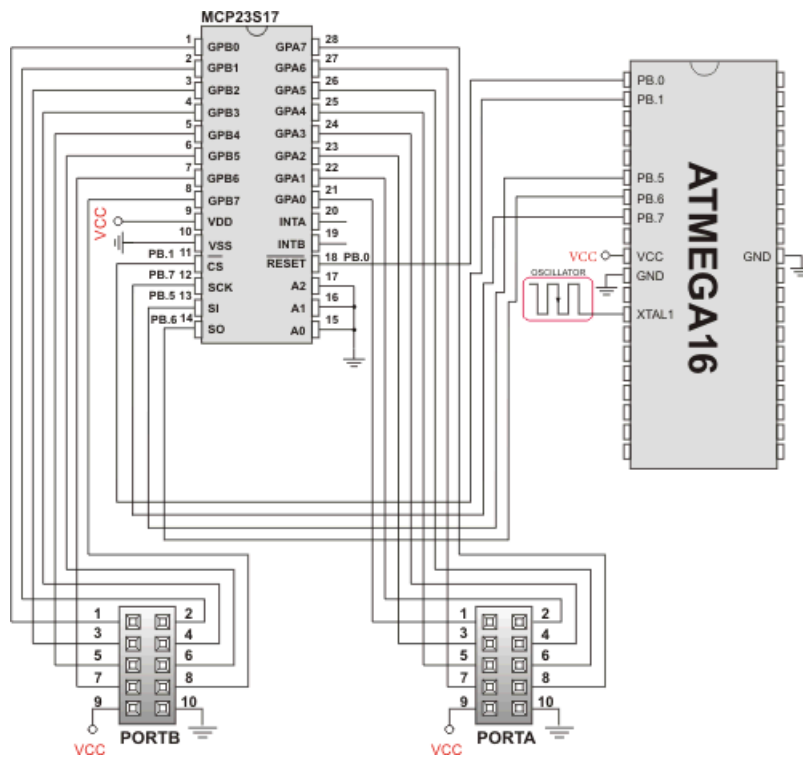 MCP23S17
1 GPB0 GPA7 28
2 GPB1 GPA6 27
3 GPB2 GPA5 26
4 GPB3 GPA4 25
5 GPB4 GPA3 24
6 GPB5 GPA2 23
7 GPB6 GPA1 22
8 GPB7 GPA0 21
VCC 9 VDD INTA 20
10 VSS INTB 19
PB.1 11 CS RESET 18 PB.0
PB.7 12 SCK A2 17
PB.5 13 SI A1 16
PB.6 14 SO A0 15
PB.0
PB.1
PB.5
PB.6
PB.7
VCC VCC GND
GND
OSCILLATOR
XTAL1
ATMEGA16
1 2
3 4
5 6
7 8
9 10
PORTB
VCC
1 2
3 4
5 6
7 8
9 10
PORTA
VCC